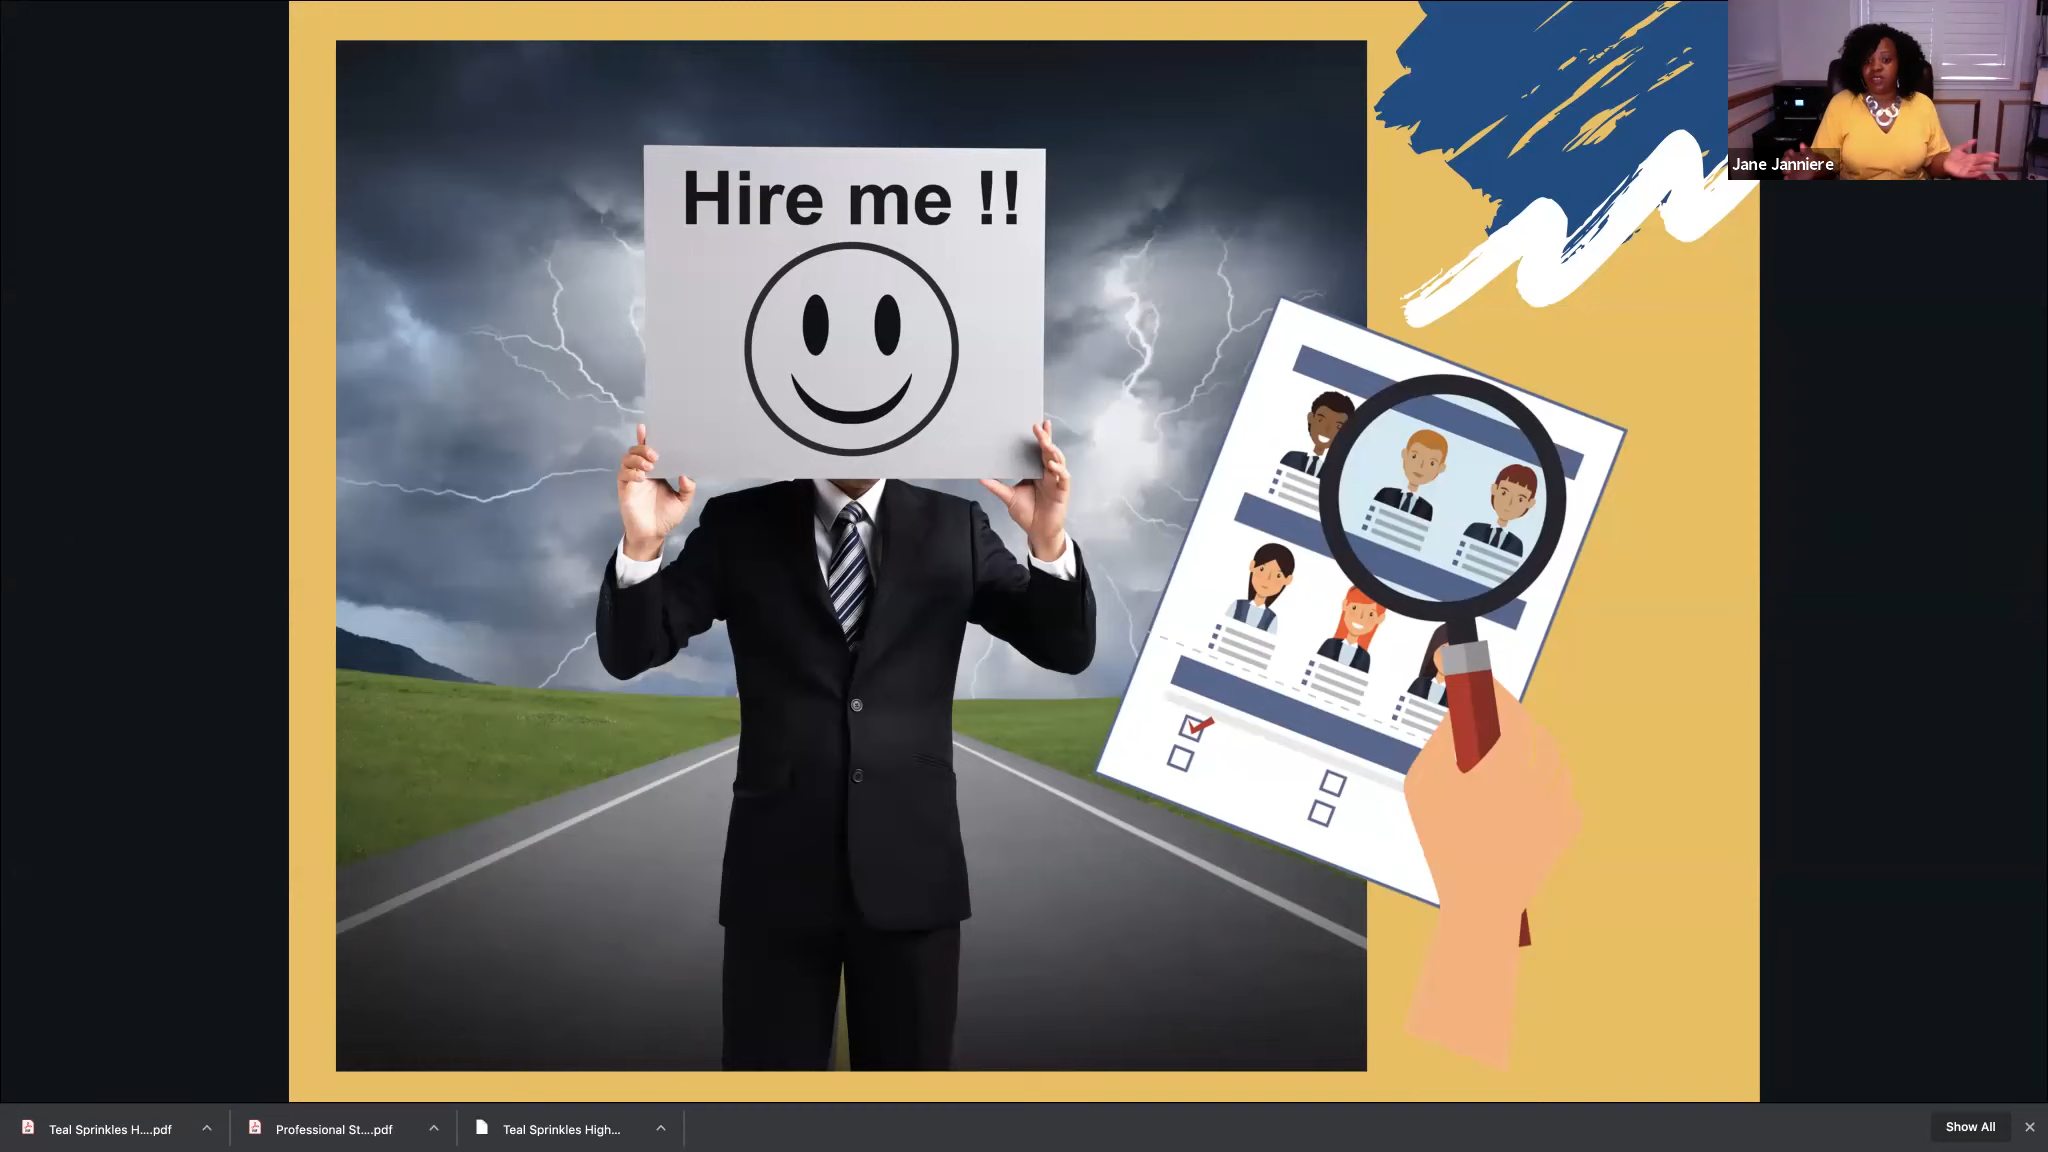 Hire me !!
Jane Janniere
Teal Sprinkles H....pdf
Professional St....pdf
Teal Sprinkles High...
Show All